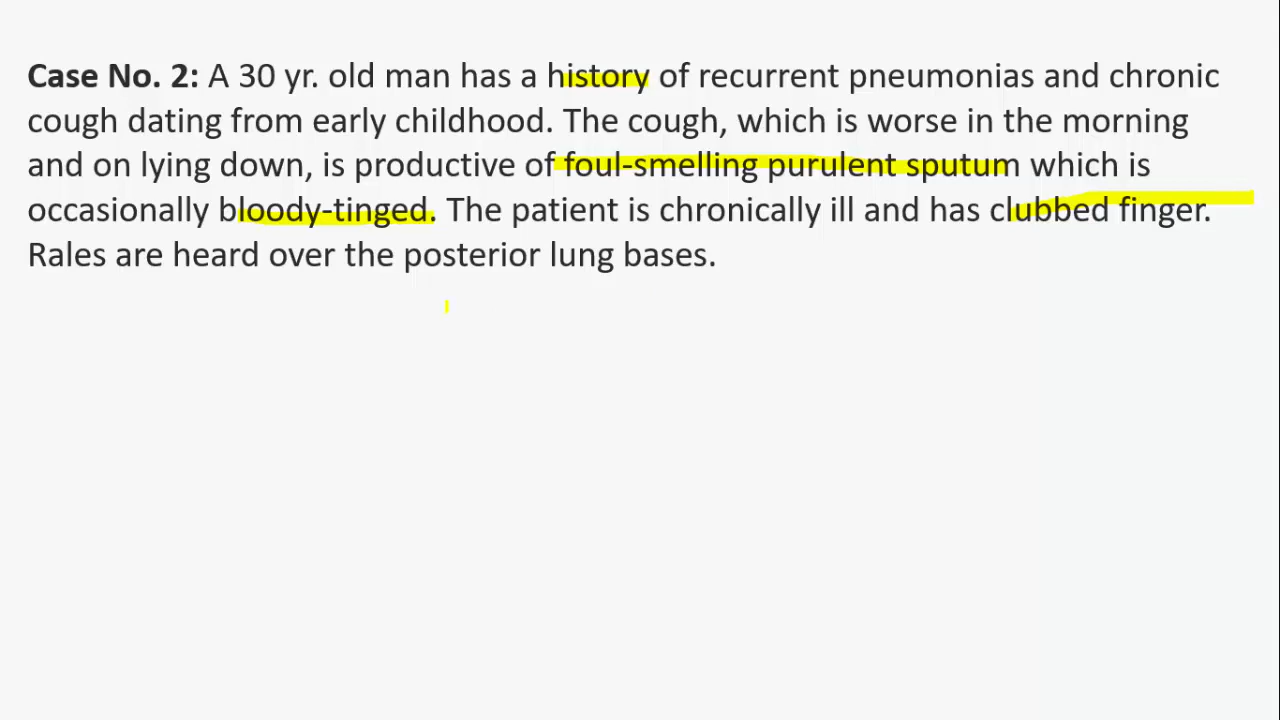 Case No. 2: A 30 yr. old man has a history of recurrent pneumonias and chronic
cough dating from early childhood. The cough, which is worse in the morning
and on lying down, is productive of foul-smelling purulent sputum which is
occasionally bloody-tinged. The patient is chronically ill and has clubbed finger.
Rales are heard over the posterior lung bases.